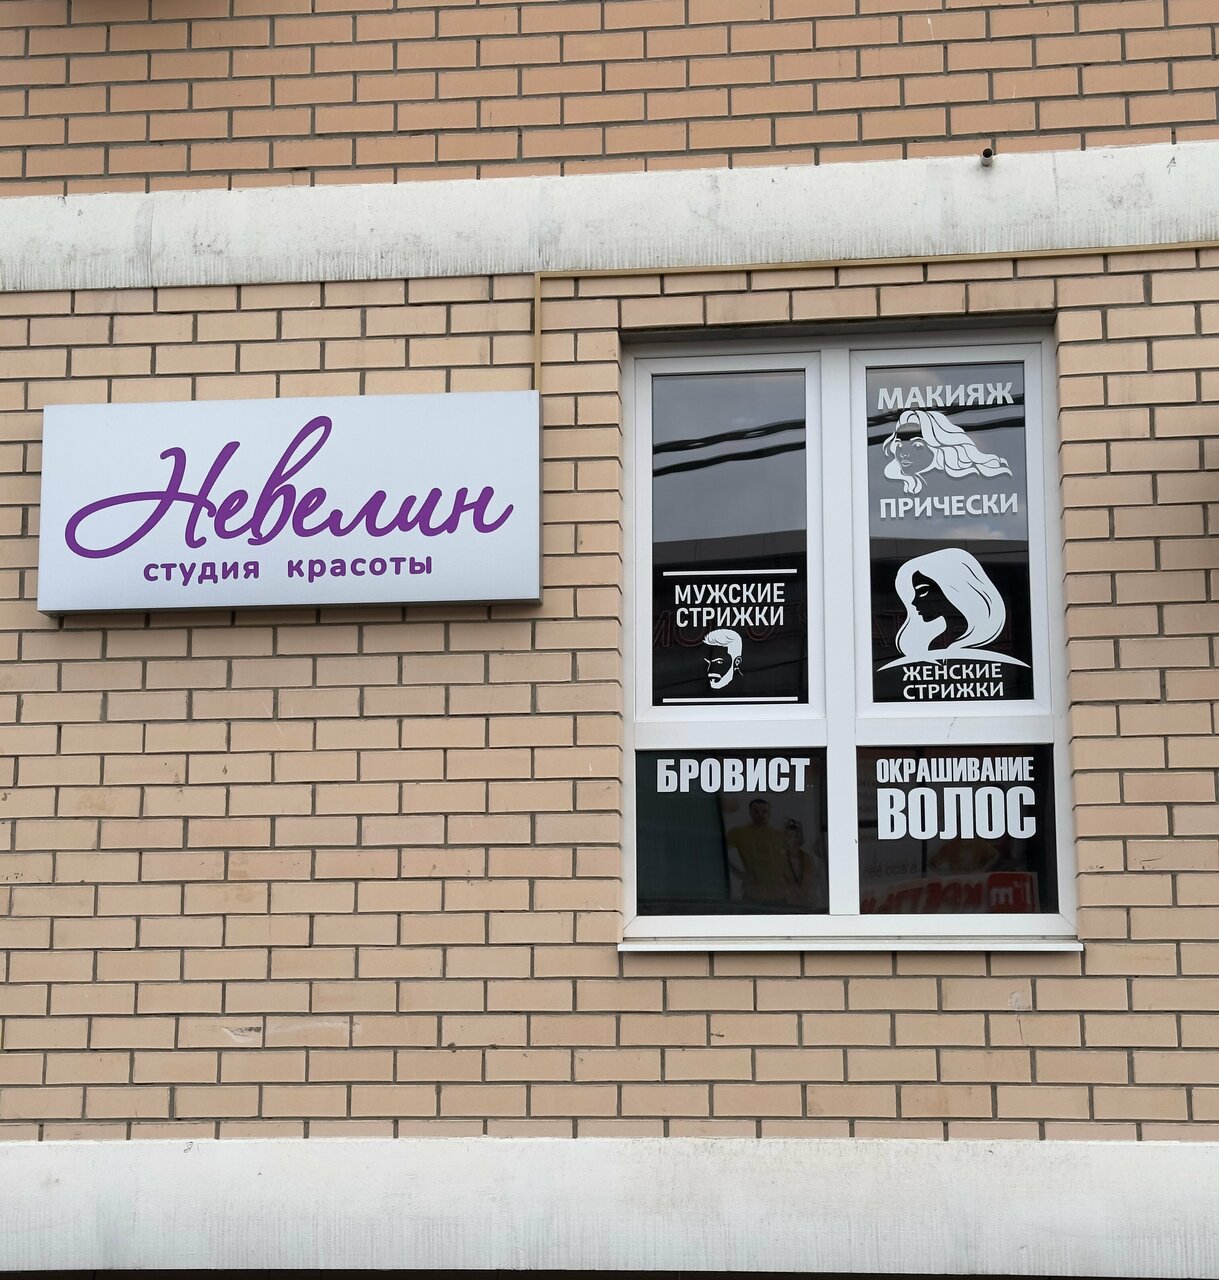 Невелин
студия красоты
МУЖСКИЕ
СТРИЖКИ
МАКИЯЖ
ПРИЧЕСКИ
ЖЕНСКИЕ
СТРИЖКИ
БРОВИСТ
ОКРАШИВАНИЕ
ВОЛОС